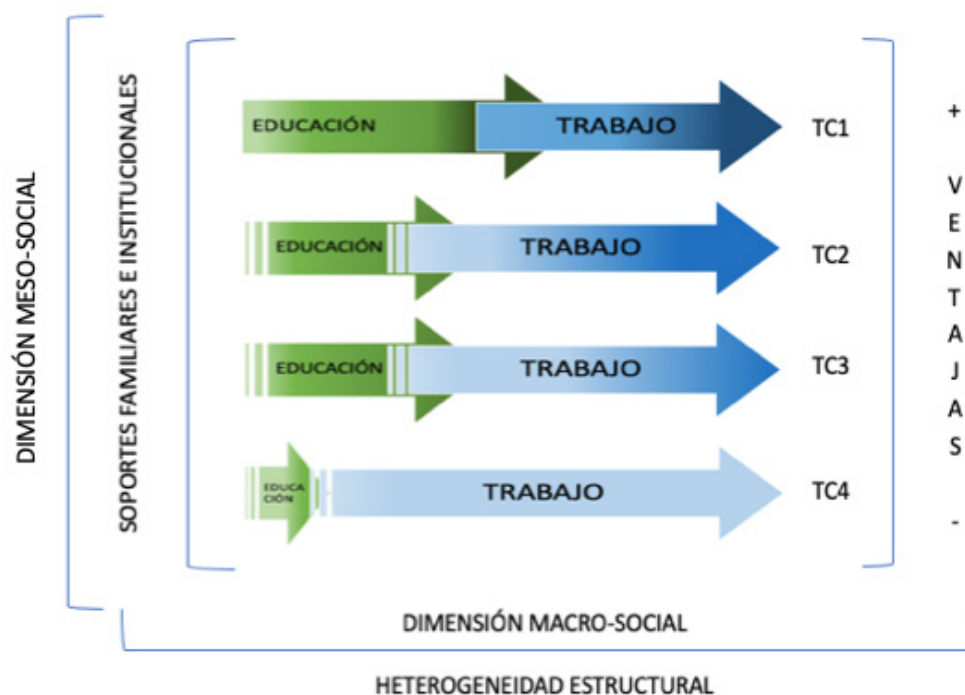 DIMENSIÓN MESO-SOCIAL
SOPORTES FAMILIARES E INSTITUCIONALES
EDUCACIÓN
TRABAJO
TC1
EDUCACIÓN
TRABAJO
TC2
EDUCACIÓN
TRABAJO
TC3
EDUCA
CIÓN
TRABAJO
TC4
+
V
E
N
T
A
J
A
S
-
DIMENSIÓN MACRO-SOCIAL
HETEROGENEIDAD ESTRUCTURAL